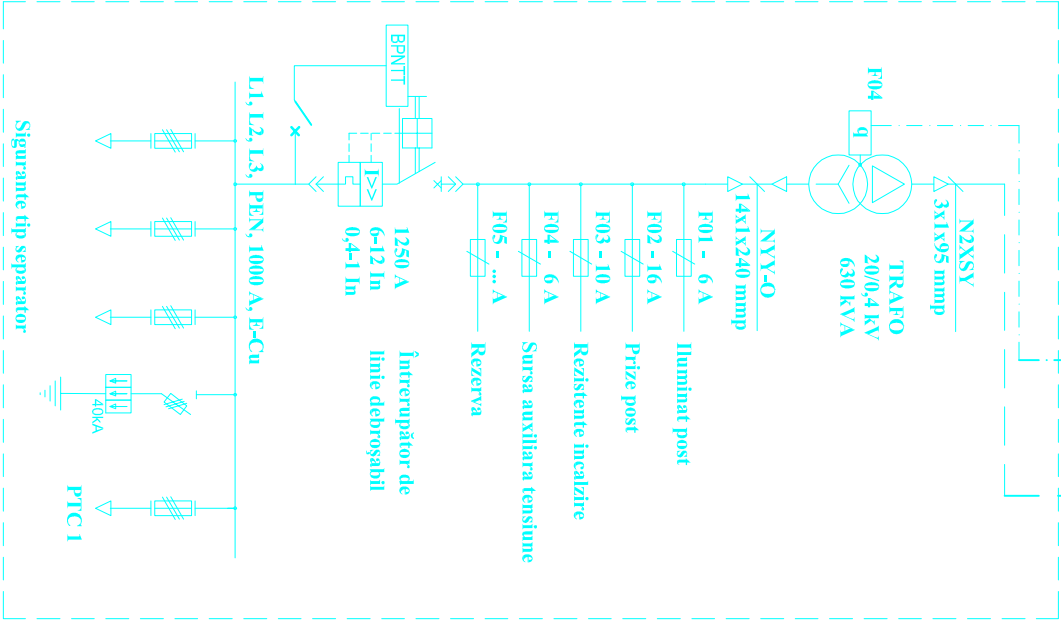 F04
q
N2XSY
3x1x95 mmp
TRAFO
20/0,4 kV
630 kVA
NYY-O
14x1x240 mmp
F01 - 6 A
Iluminat post
F02 - 16 A
Prize post
F03 - 10 A
Rezistente incalzire
F04 - 6 A
Sursa auxiliara tensiune
F05 - ... A
Rezerva
BPNTT
I>>
1250 A
6-12 In
0,4-1 In
Întrerupător de
linie debroşabil
L1, L2, L3, PEN, 1000 A, E-Cu
40kA
PTC 1
Sigurante tip separator